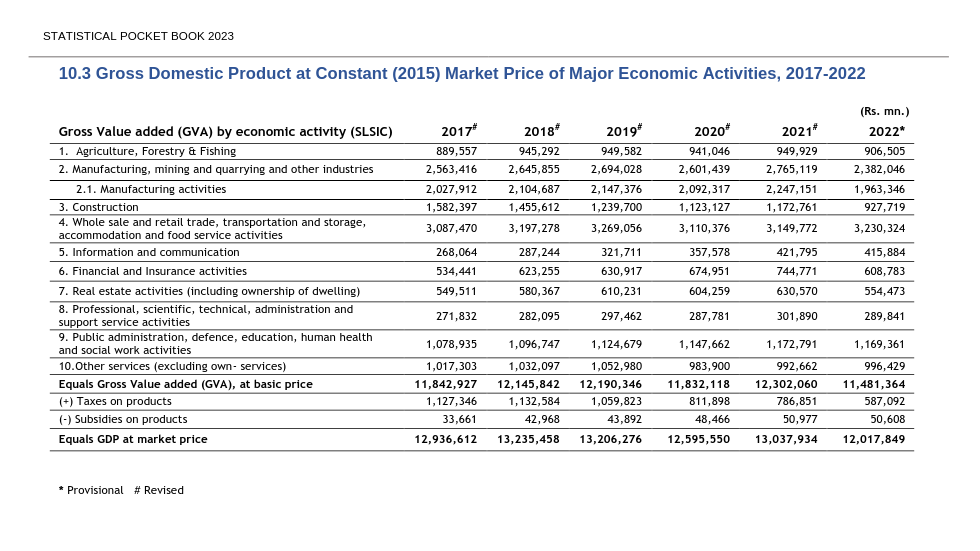 STATISTICAL POCKET BOOK 2023
10.3 Gross Domestic Product at Constant (2015) Market Price of Major Economic Activities, 2017-2022
(Rs. mn.)
Gross Value added (GVA) by economic activity (SLSIC) 2017# 2018# 2019# 2020# 2021# 2022*
1. Agriculture, Forestry & Fishing 889,557 945,292 949,582 941,046 949,929 906,505
2. Manufacturing, mining and quarrying and other industries 2,563,416 2,645,855 2,694,028 2,601,439 2,765,119 2,382,046
2.1. Manufacturing activities 2,027,912 2,104,687 2,147,376 2,092,317 2,247,151 1,963,346
3. Construction 1,582,397 1,455,612 1,239,700 1,123,127 1,172,761 927,719
4. Whole sale and retail trade, transportation and storage,
accommodation and food service activities 3,087,470 3,197,278 3,269,056 3,110,376 3,149,772 3,230,324
5. Information and communication 268,064 287,244 321,711 357,578 421,795 415,884
6. Financial and Insurance activities 534,441 623,255 630,917 674,951 744,771 608,783
7. Real estate activities (including ownership of dwelling) 549,511 580,367 610,231 604,259 630,570 554,473
8. Professional, scientific, technical, administration and
support service activities 271,832 282,095 297,462 287,781 301,890 289,841
9. Public administration, defence, education, human health
and social work activities 1,078,935 1,096,747 1,124,679 1,147,662 1,172,791 1,169,361
10.Other services (excluding own- services) 1,017,303 1,032,097 1,052,980 983,900 992,662 996,429
Equals Gross Value added (GVA), at basic price 11,842,927 12,145,842 12,190,346 11,832,118 12,302,060 11,481,364
(+) Taxes on products 1,127,346 1,132,584 1,059,823 811,898 786,851 587,092
(-) Subsidies on products 33,661 42,968 43,892 48,466 50,977 50,608
Equals GDP at market price 12,936,612 13,235,458 13,206,276 12,595,550 13,037,934 12,017,849
* Provisional # Revised